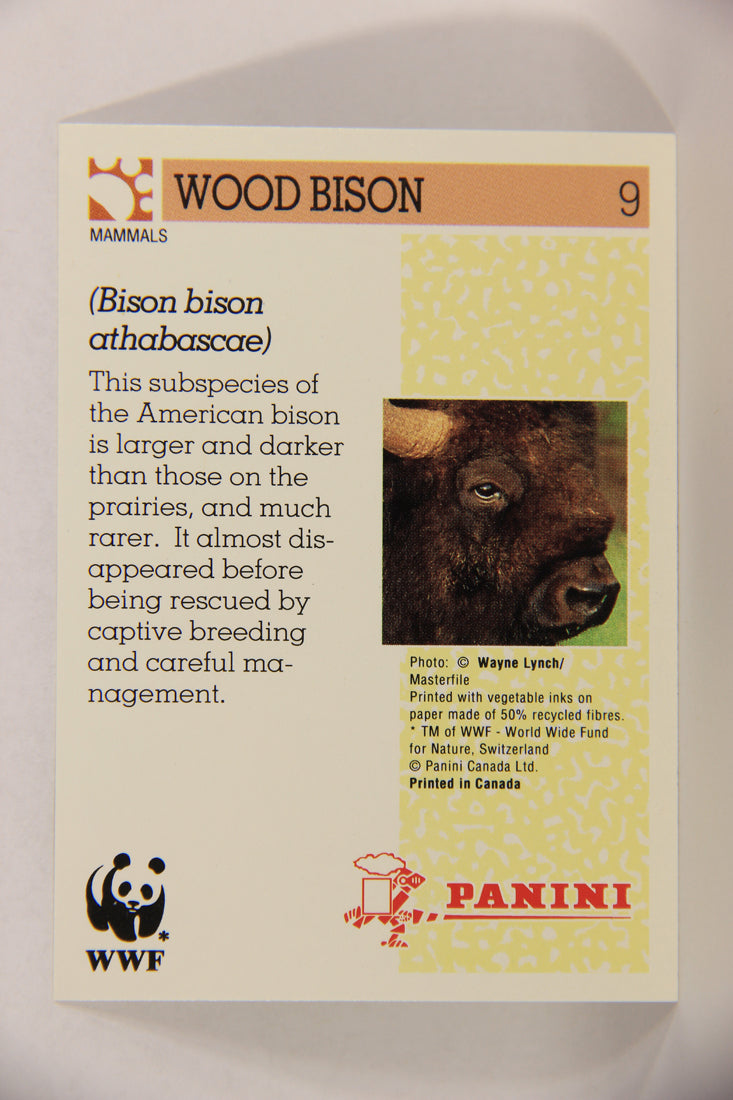 WOOD BISON 9
MAMMALS
(Bison bison
athabascae)
This subspecies of
the American bison
is larger and darker
than those on the
prairies, and much
rarer. It almost dis-
appeared before
being rescued by
captive breeding
and careful ma-
nagement.
Photo: © Wayne Lynch/
Masterfile
Printed with vegetable inks on
paper made of 50% recycled fibres.
* TM of WWF - World Wide Fund
for Nature, Switzerland
© Panini Canada Ltd.
Printed in Canada
WWF*
PANINI